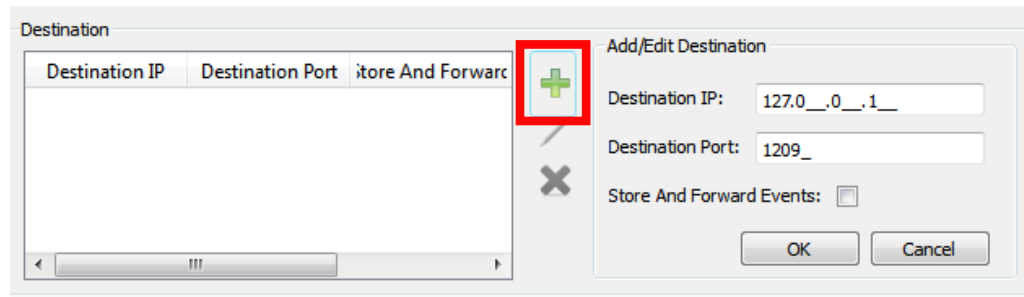 Destination
Destination IP Destination Port Store And Forward
Add/Edit Destination
Destination IP: 127.0__.0__.1__
Destination Port: 1209_
Store And Forward Events:
OK Cancel